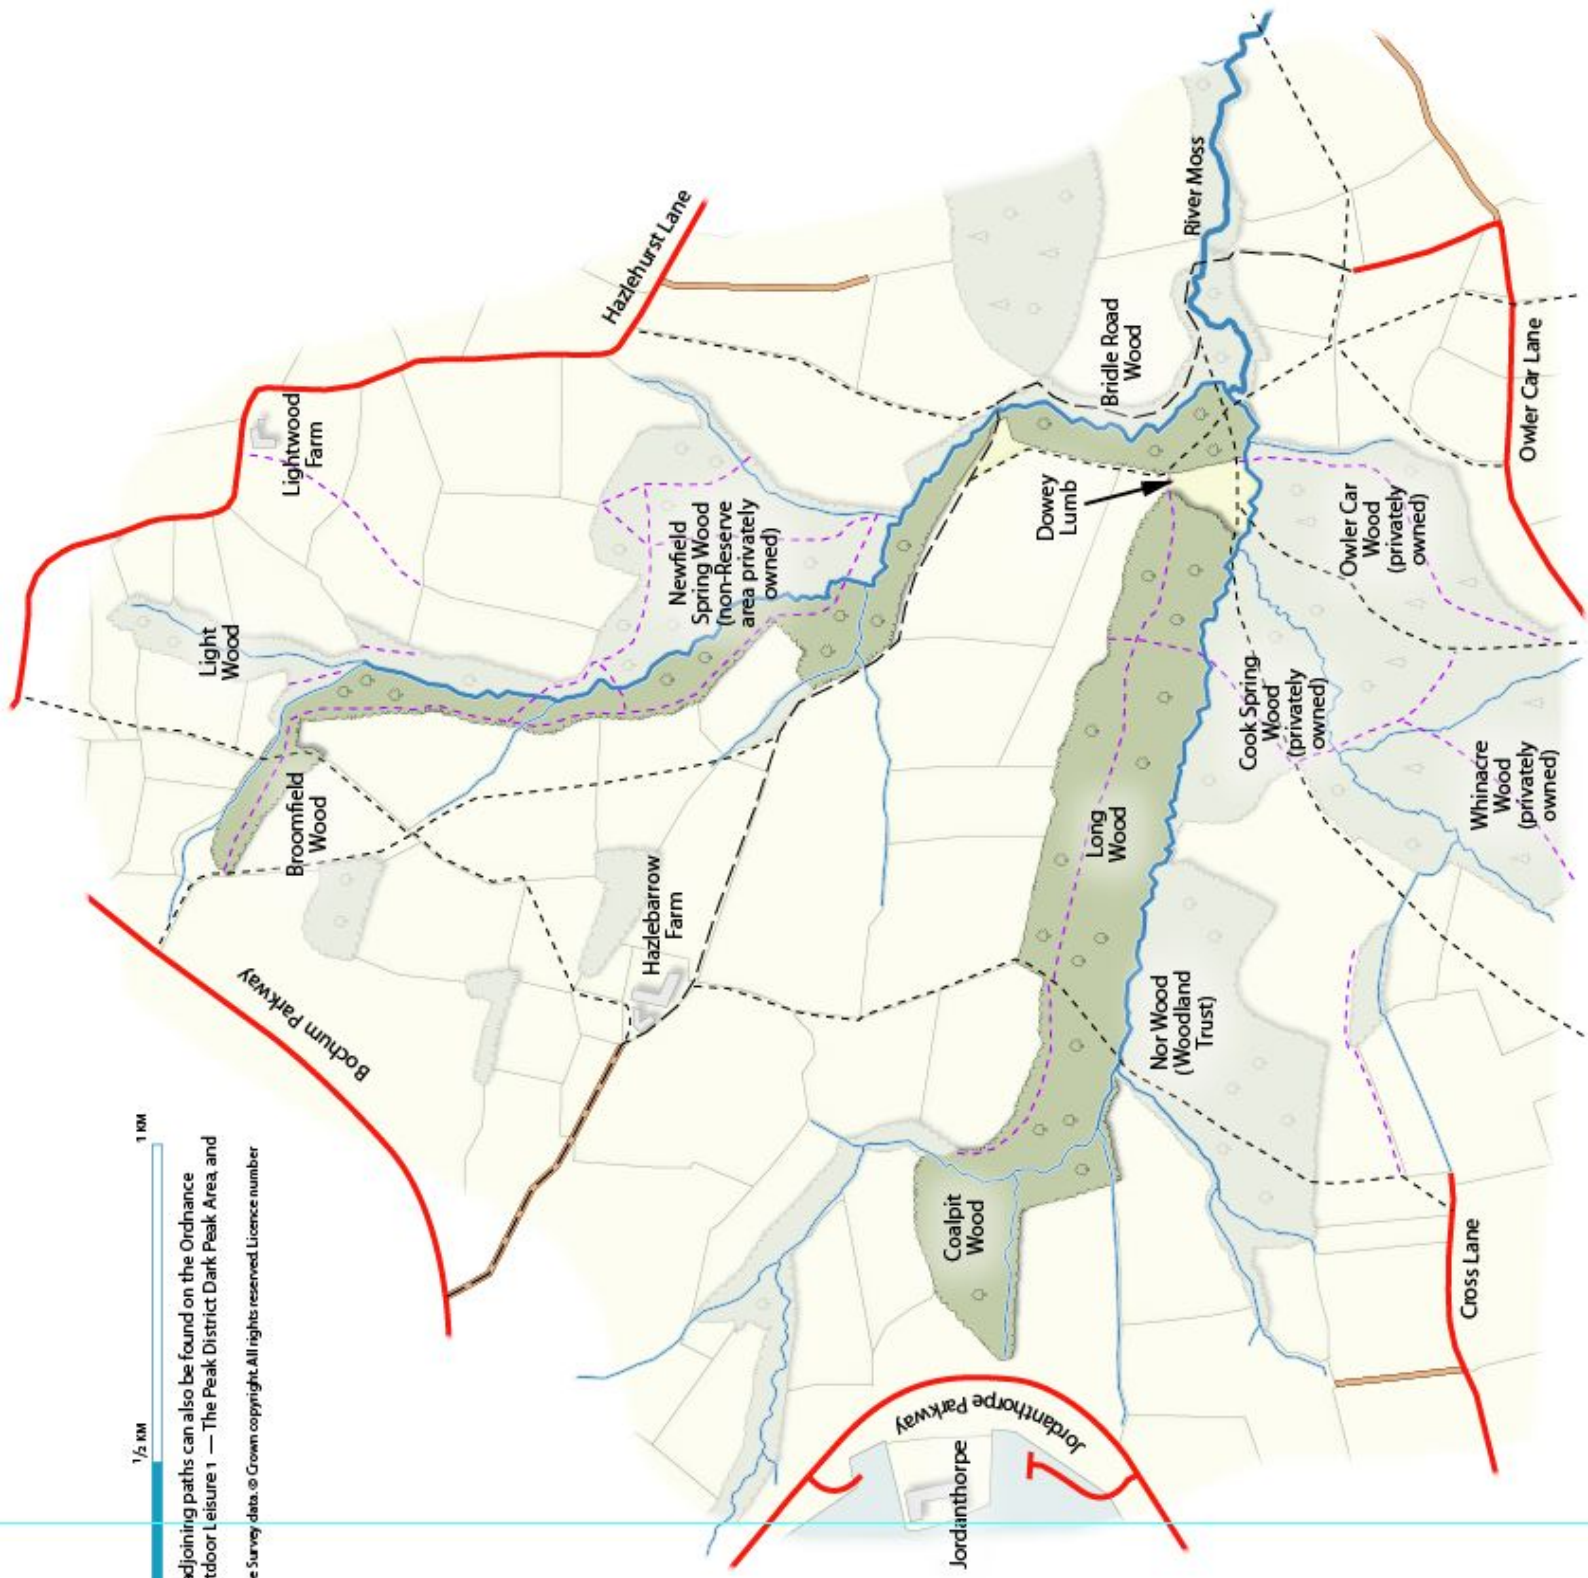 1/2 KM
1 KM
djoining paths can also be found on the Ordnance
tdoor Leisure 1 — The Peak District Dark Peak Area, and
e Survey data. © Crown copyright. All rights reserved. Licence number
Bochum Parkway
Broomfield
Wood
Light
Wood
Lightwood
Farm
Hazlehurst Lane
Newfield
Spring Wood
(non-Reserve
area privately
owned)
Hazlebarrow
Farm
Bridle Road
Wood
River Moss
Dowey
Lumb
Long
Wood
Coalpit
Wood
Jordanthorpe Parkway
Jordanthorpe
Nor Wood
(Woodland
Trust)
Cook Spring
Wood
(privately
owned)
Owler Car
Wood
(privately
owned)
Whinacre
Wood
(privately
owned)
Owler Car Lane
Cross Lane